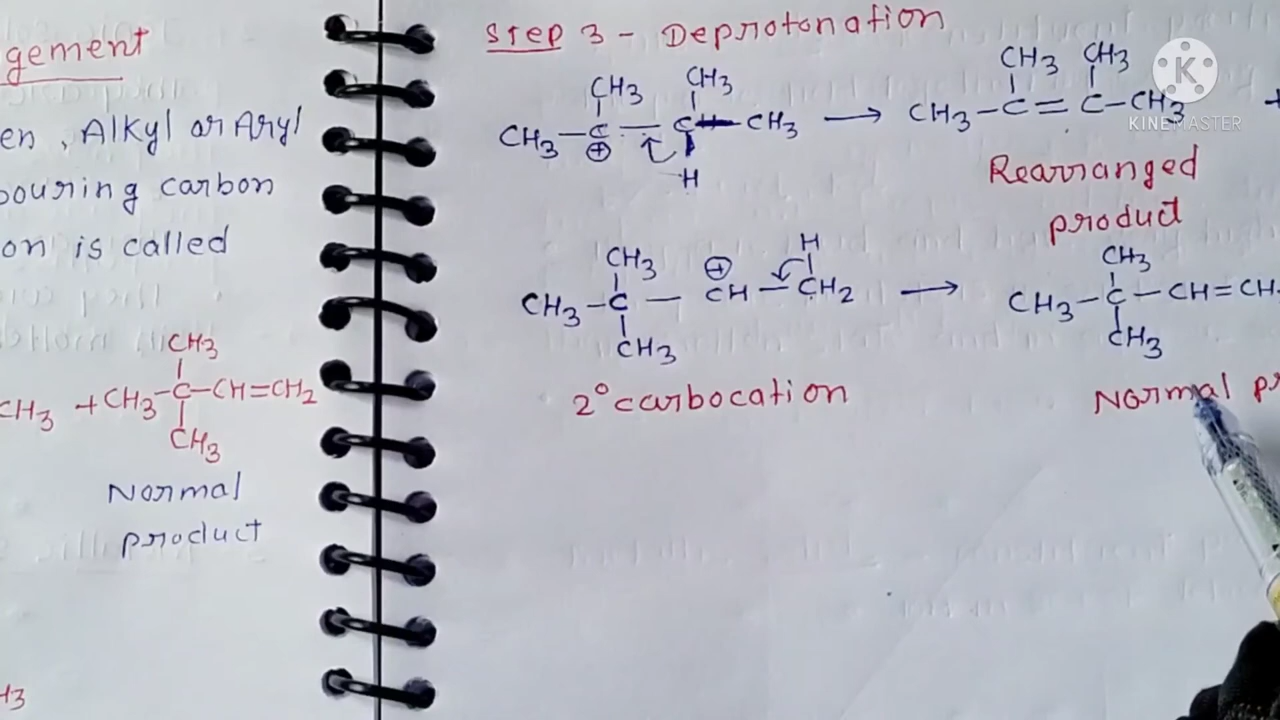 gement
en, Alkyl or Aryl
bouring carbon
on is called
CH3
CH3 + CH3-C-CH=CH2
CH3
Normal
product
H3
Step 3 - Deprotonation
CH3 CH3
CH3-C — C-CH3 → CH3-C=C-CH3 +
⊕
H
CH3 CH3
Rearranged
product
CH3 ⊕ H
CH3-C — CH-CH2 → CH3-C-CH=CH
CH3
CH3
CH3
2° carbocation
Normal pr
K
KINEMASTER